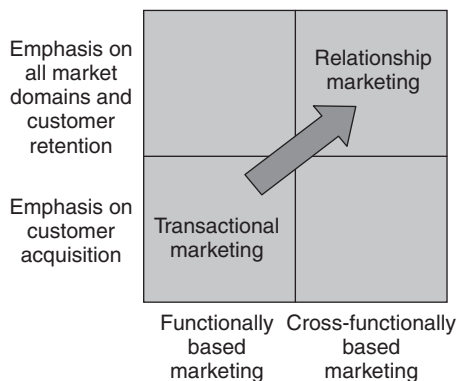 Emphasis on
all market
domains and
customer
retention
Relationship
marketing
Emphasis on
customer
acquisition
Transactional
marketing
Functionally
based
marketing
Cross-functionally
based
marketing